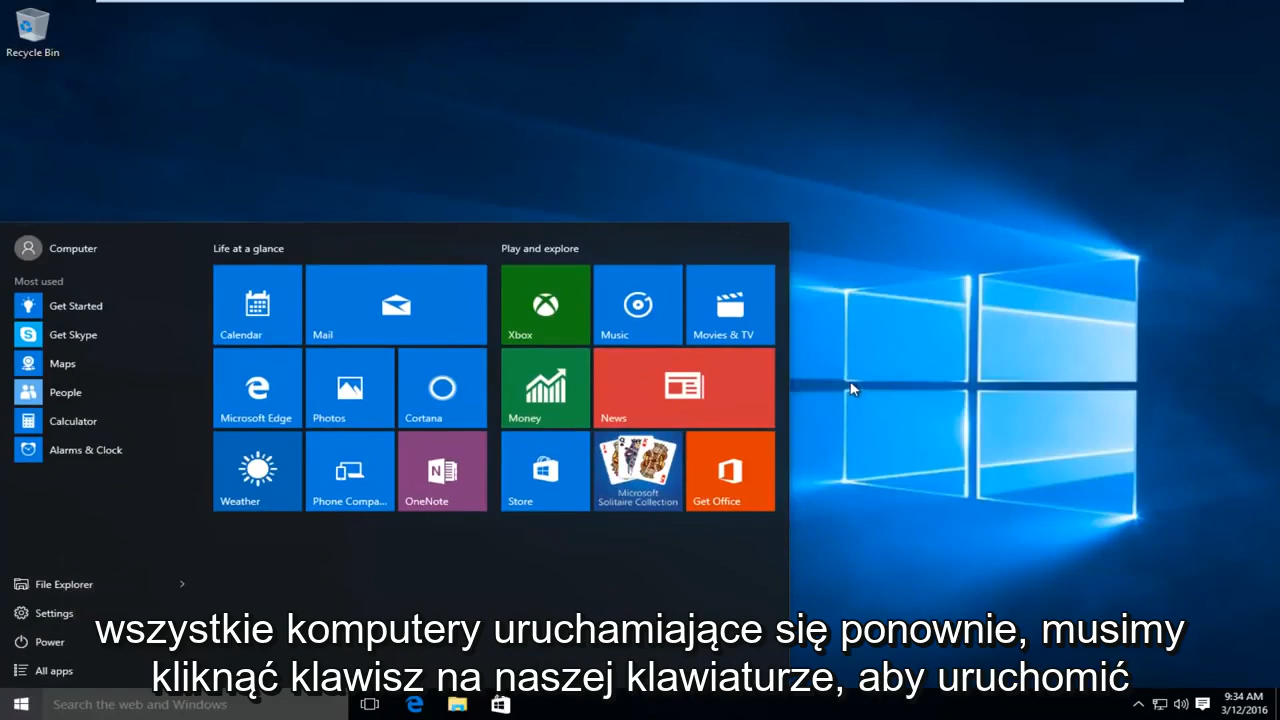 Recycle Bin
Computer
Most used
Get Started
Get Skype
Maps
People
Calculator
Alarms & Clock
File Explorer
Settings
Power
All apps
Life at a glance
Calendar
Mail
Microsoft Edge
Photos
Cortana
Weather
Phone Compa...
OneNote
Play and explore
Xbox
Music
Movies & TV
Money
News
Store
Microsoft
Solitaire Collection
Get Office
wszystkie komputery uruchamiające się ponownie, musimy
kliknąć klawisz na naszej klawiaturze, aby uruchomić
Search the web and Windows
9:34 AM
3/12/2016